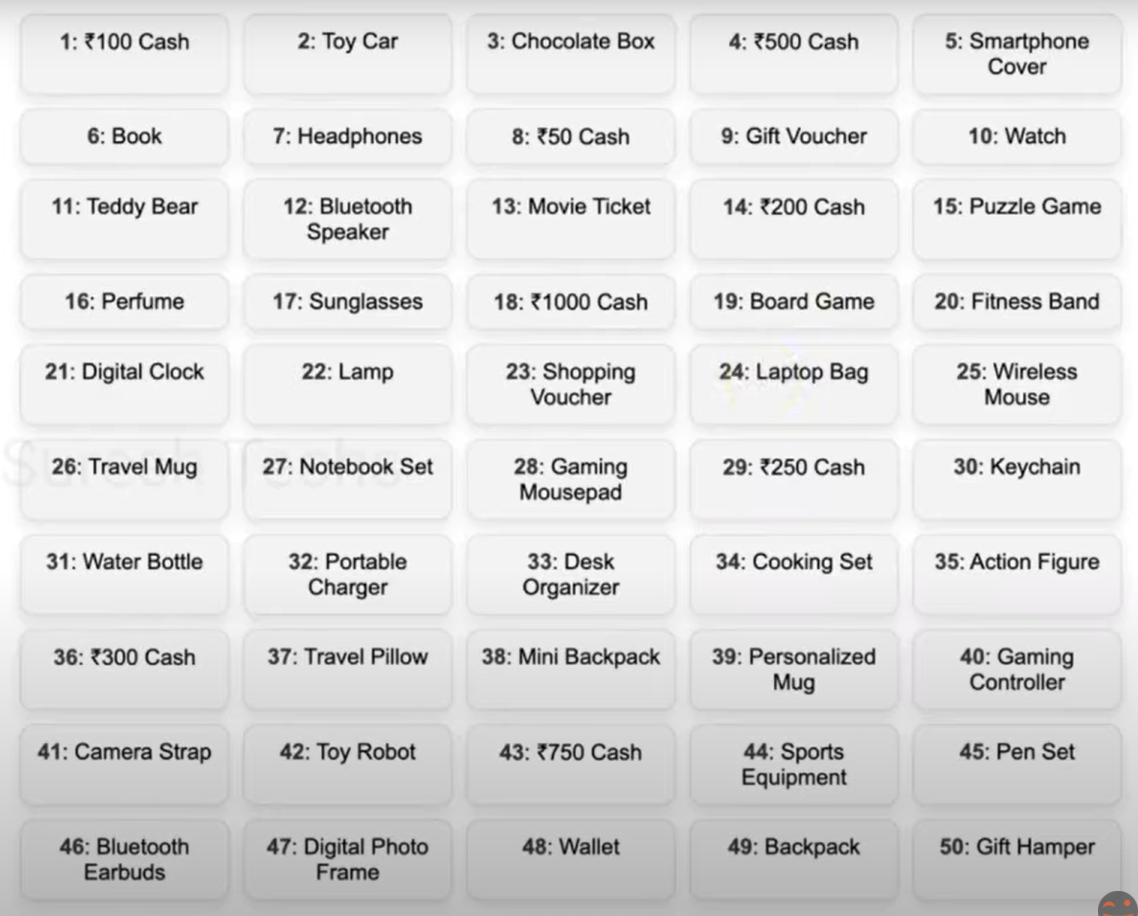 1: ₹100 Cash
2: Toy Car
3: Chocolate Box
4: ₹500 Cash
5: Smartphone
Cover
6: Book
7: Headphones
8: ₹50 Cash
9: Gift Voucher
10: Watch
11: Teddy Bear
12: Bluetooth
Speaker
13: Movie Ticket
14: ₹200 Cash
15: Puzzle Game
16: Perfume
17: Sunglasses
18: ₹1000 Cash
19: Board Game
20: Fitness Band
21: Digital Clock
22: Lamp
23: Shopping
Voucher
24: Laptop Bag
25: Wireless
Mouse
Suresh Techs
26: Travel Mug
27: Notebook Set
28: Gaming
Mousepad
29: ₹250 Cash
30: Keychain
31: Water Bottle
32: Portable
Charger
33: Desk
Organizer
34: Cooking Set
35: Action Figure
36: ₹300 Cash
37: Travel Pillow
38: Mini Backpack
39: Personalized
Mug
40: Gaming
Controller
41: Camera Strap
42: Toy Robot
43: ₹750 Cash
44: Sports
Equipment
45: Pen Set
46: Bluetooth
Earbuds
47: Digital Photo
Frame
48: Wallet
49: Backpack
50: Gift Hamper